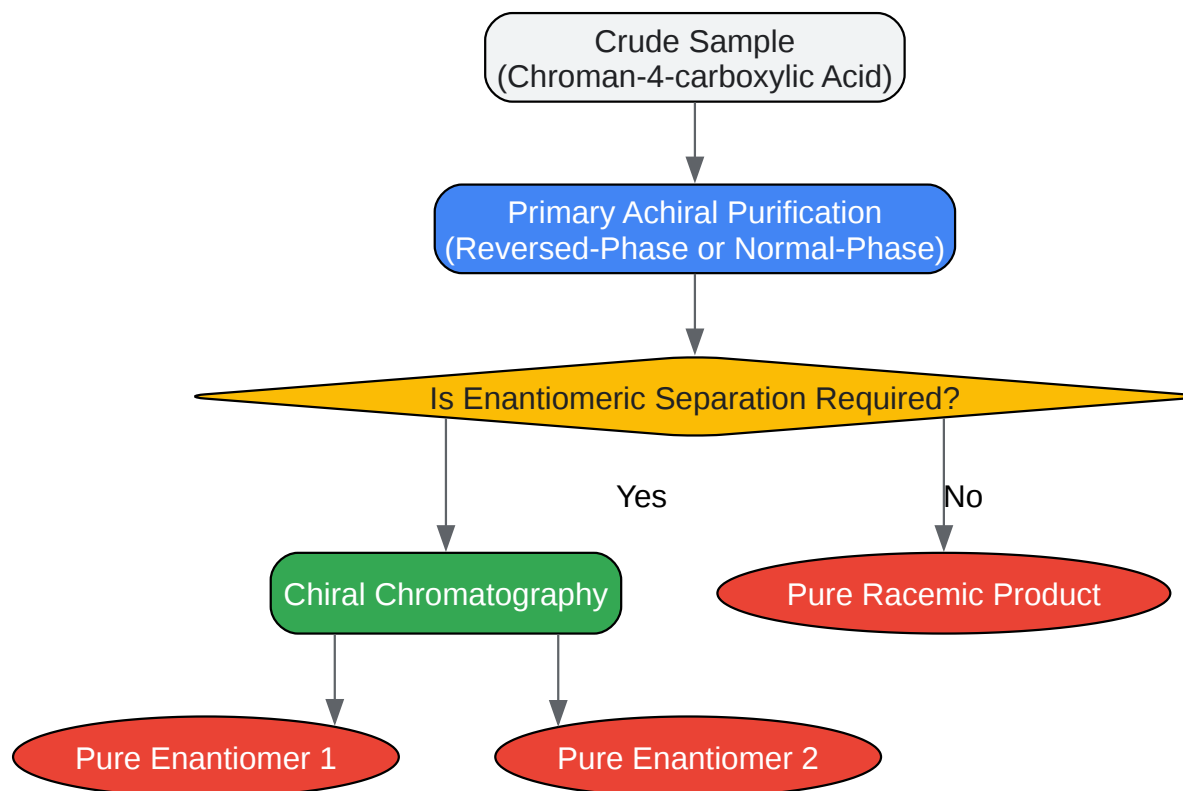 Crude Sample
(Chroman-4-carboxylic Acid)
Primary Achiral Purification
(Reversed-Phase or Normal-Phase)
Is Enantiomeric Separation Required?
Yes
No
Chiral Chromatography
Pure Racemic Product
Pure Enantiomer 1
Pure Enantiomer 2